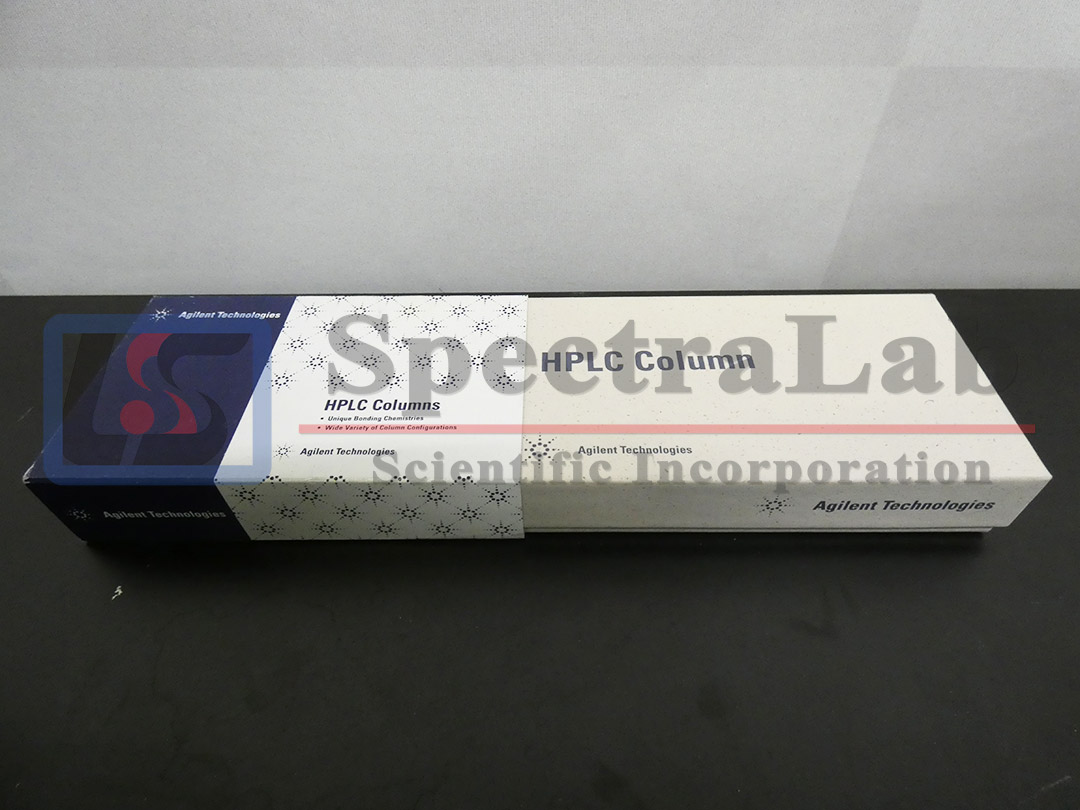 Agilent Technologies
HPLC Columns
• Unique Bonding Chemistries
• Wide Variety of Column Configurations
Agilent Technologies
Agilent Technologies
HPLC Column
Agilent Technologies
Agilent Technologies
SpectraLab
Scientific Incorporation